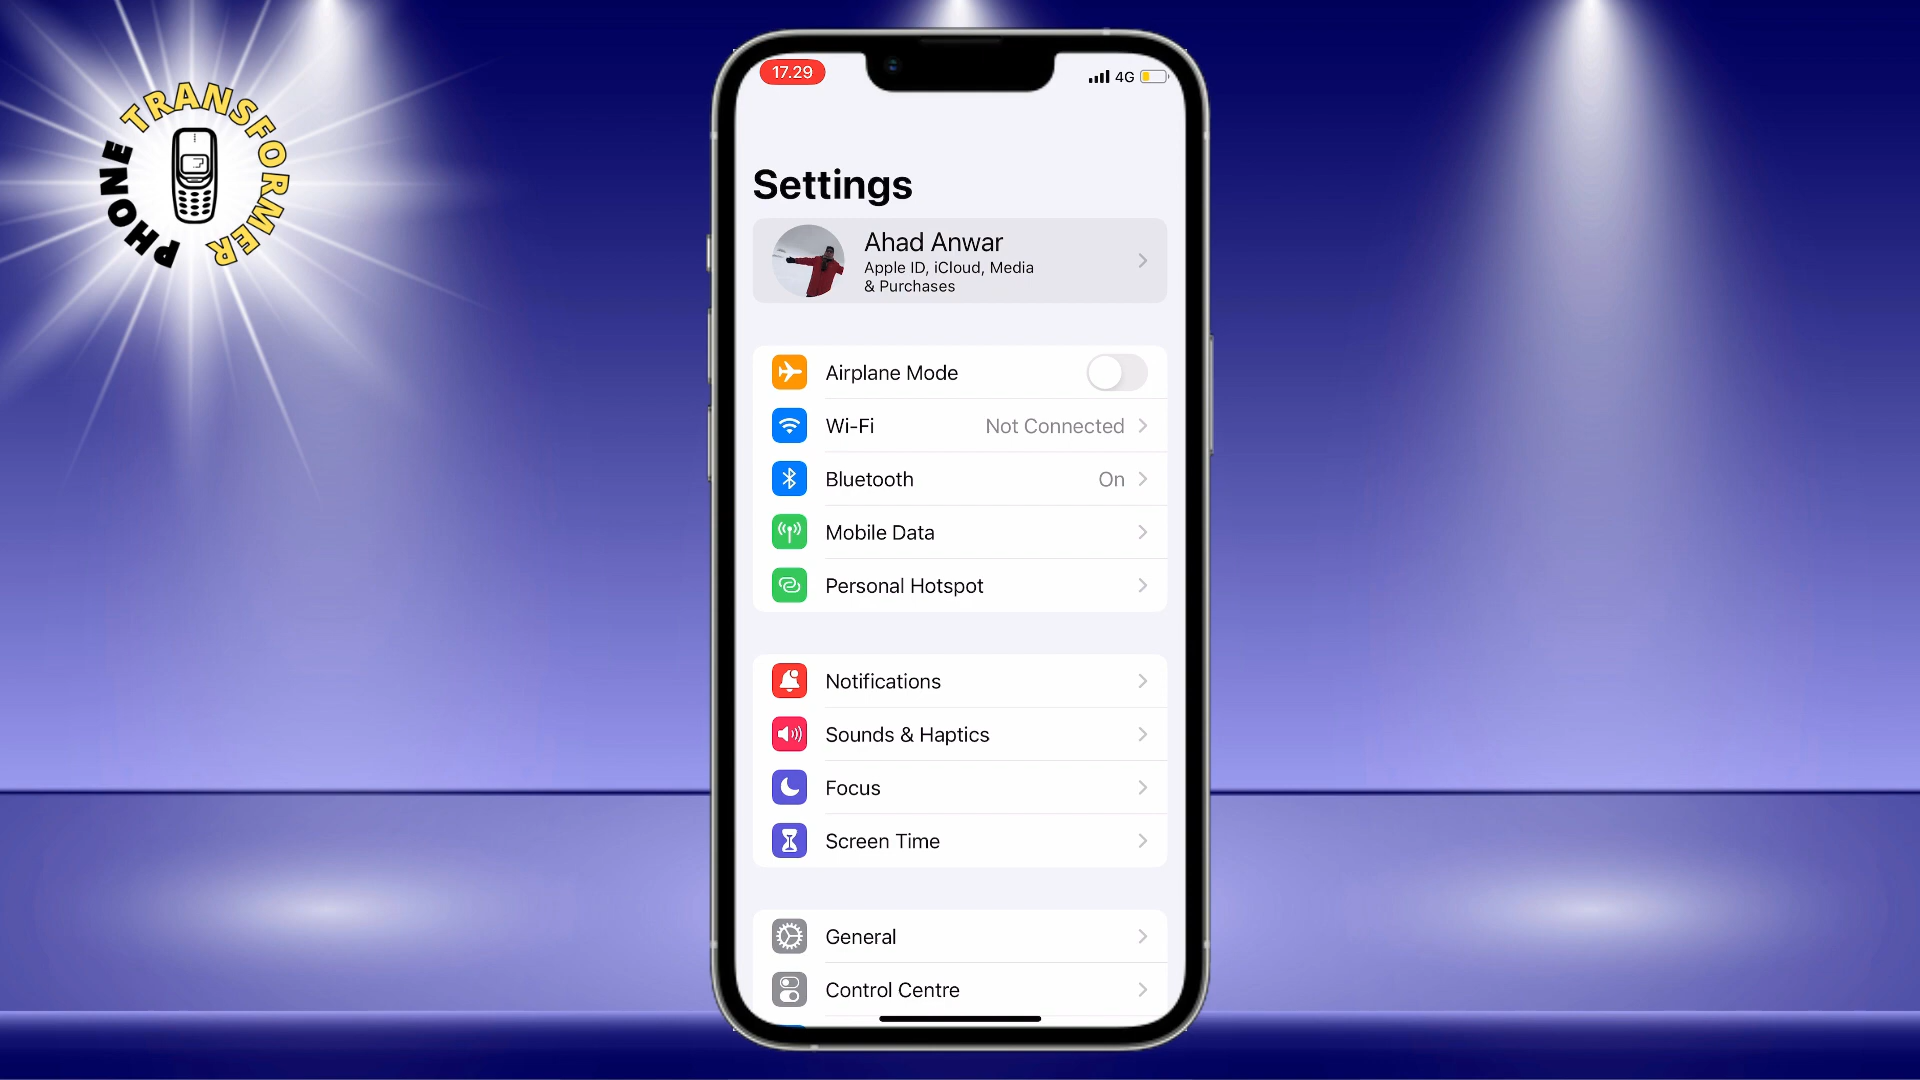 PHONE TRANSFORMER
17.29
4G
Settings
Ahad Anwar
Apple ID, iCloud, Media
& Purchases
Airplane Mode
Wi-Fi Not Connected
Bluetooth On
Mobile Data
Personal Hotspot
Notifications
Sounds & Haptics
Focus
Screen Time
General
Control Centre